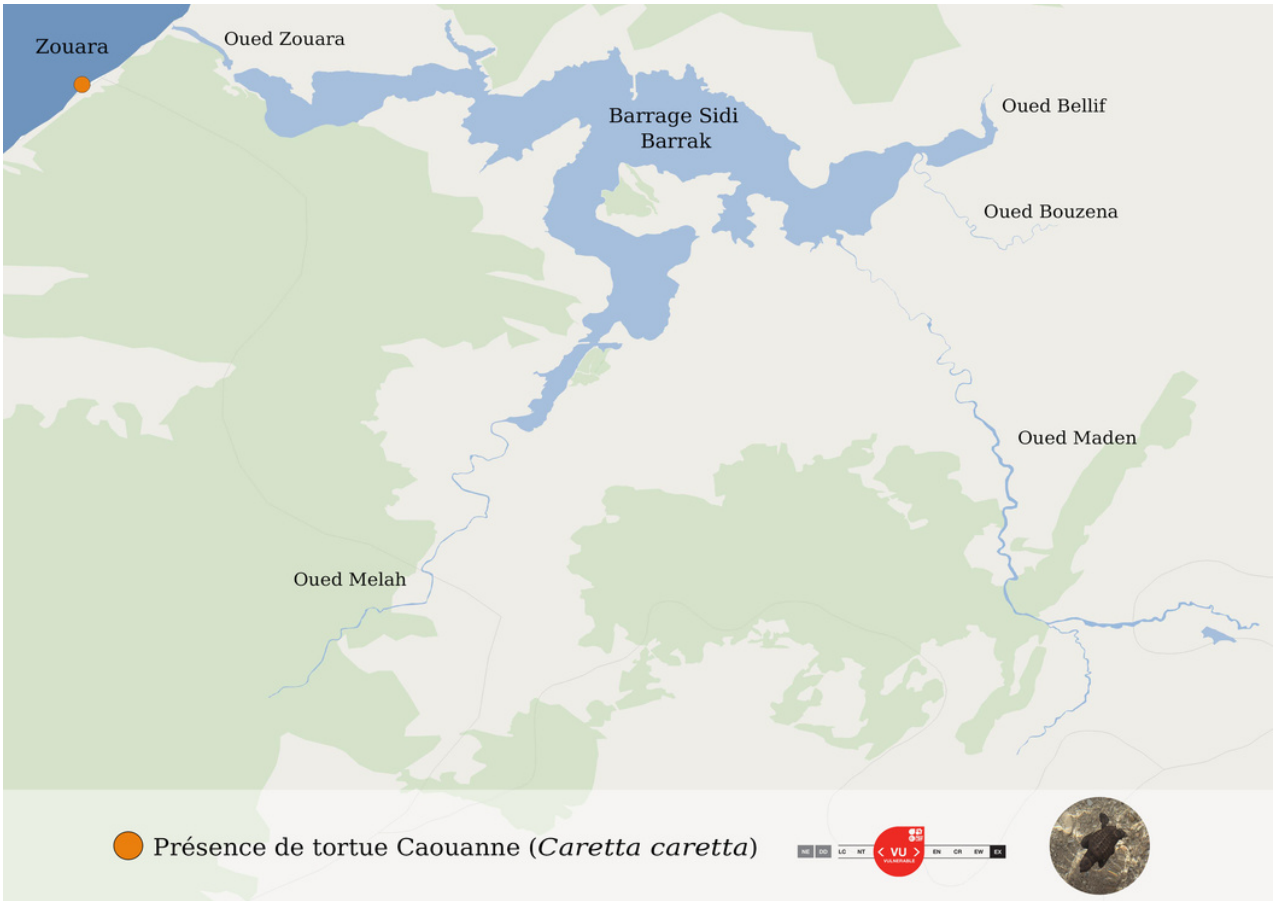 Zouara
Oued Zouara
Barrage Sidi
Barrak
Oued Bellif
Oued Bouzena
Oued Maden
Oued Melah
Présence de tortue Caouanne (Caretta caretta)
NE DD LC NT < VU > EN CR EW EX
VULNERABLE